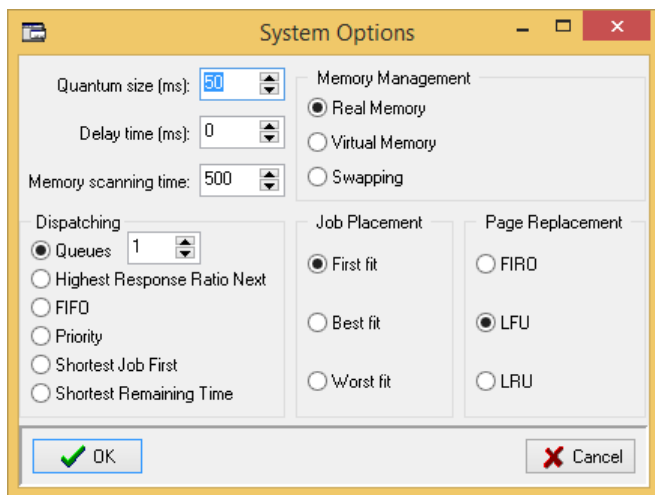 System Options
Quantum size (ms): 50
Delay time (ms): 0
Memory scanning time: 500
Memory Management
Real Memory
Virtual Memory
Swapping
Dispatching
Queues 1
Highest Response Ratio Next
FIFO
Priority
Shortest Job First
Shortest Remaining Time
Job Placement
First fit
Best fit
Worst fit
Page Replacement
FIRO
LFU
LRU
OK
Cancel